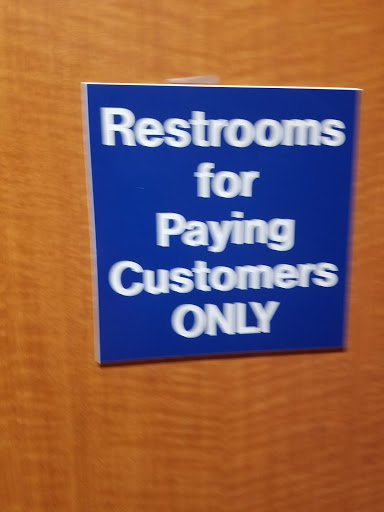 Restrooms
for
Paying
Customers
ONLY